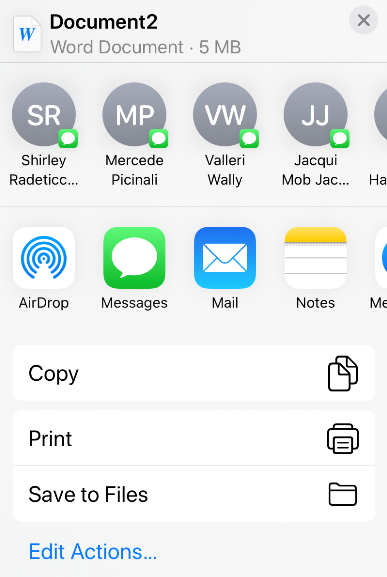 W
Document2
Word Document · 5 MB
SR
MP
VW
JJ
Shirley
Radeticc...
Mercede
Picinali
Valleri
Wally
Jacqui
Mob Jac...
Ha
AirDrop
Messages
Mail
Notes
Me
Copy
Print
Save to Files
Edit Actions...